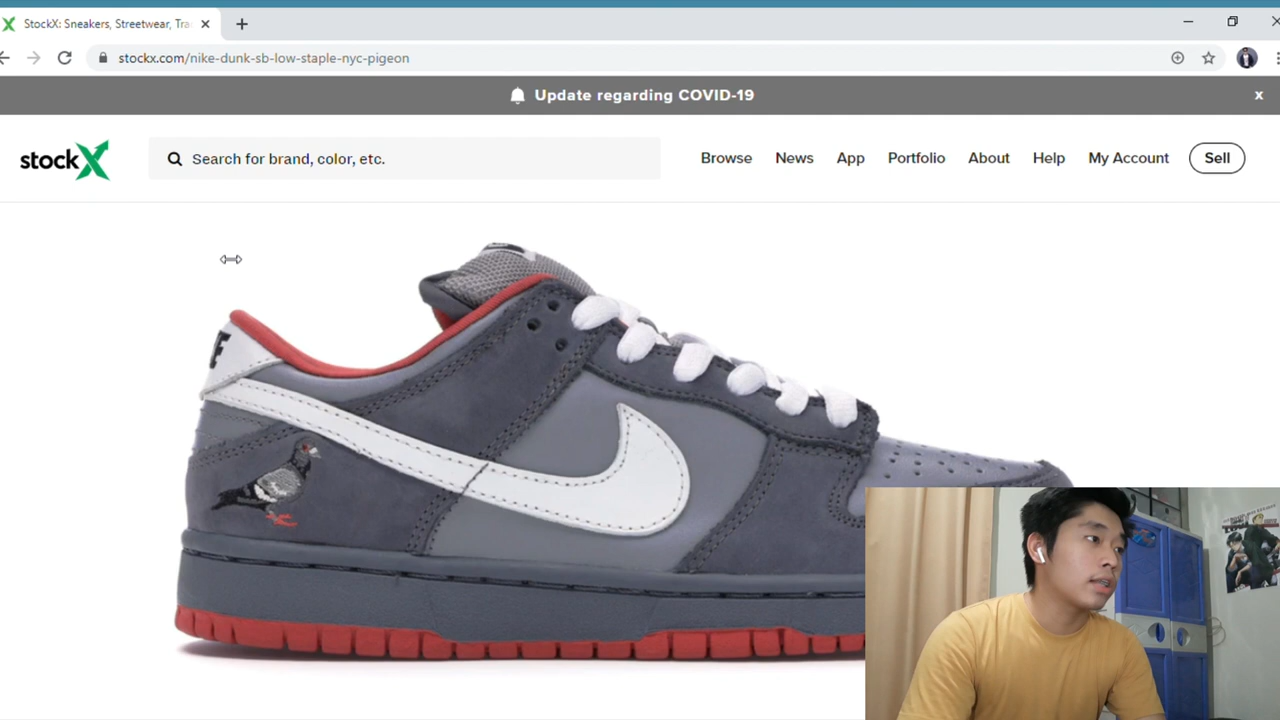 StockX: Sneakers, Streetwear, Tra
stockx.com/nike-dunk-sb-low-staple-nyc-pigeon
Update regarding COVID-19
x
stockX
Search for brand, color, etc.
Browse
News
App
Portfolio
About
Help
My Account
Sell